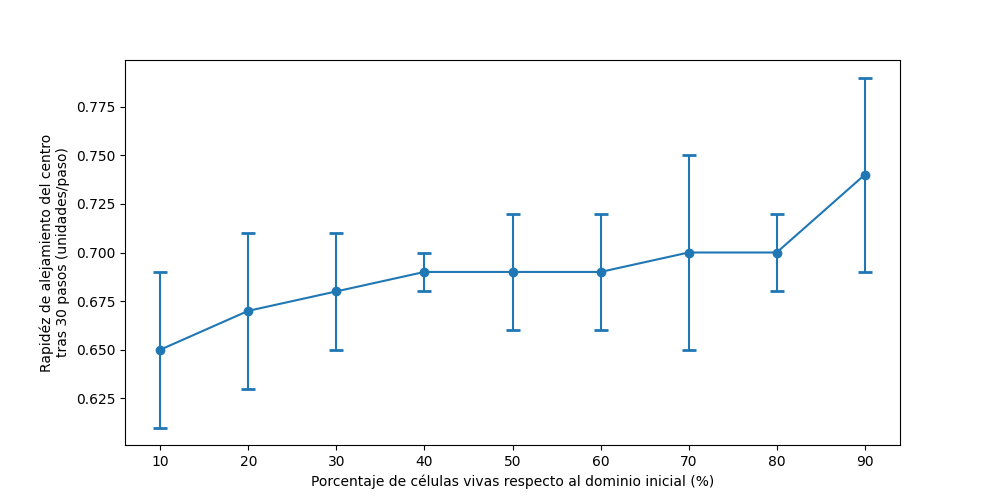 Rapidéz de alejamiento del centro
tras 30 pasos (unidades/paso)
0.775
0.750
0.725
0.700
0.675
0.650
0.625
10 20 30 40 50 60 70 80 90
Porcentaje de células vivas respecto al dominio inicial (%)